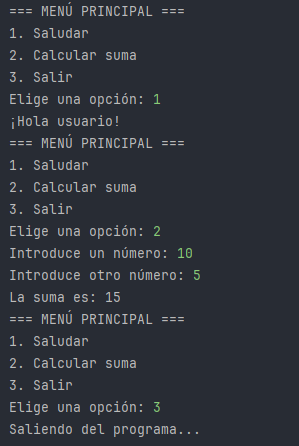 === MENÚ PRINCIPAL ===
1. Saludar
2. Calcular suma
3. Salir
Elige una opción: 1
¡Hola usuario!
=== MENÚ PRINCIPAL ===
1. Saludar
2. Calcular suma
3. Salir
Elige una opción: 2
Introduce un número: 10
Introduce otro número: 5
La suma es: 15
=== MENÚ PRINCIPAL ===
1. Saludar
2. Calcular suma
3. Salir
Elige una opción: 3
Saliendo del programa...